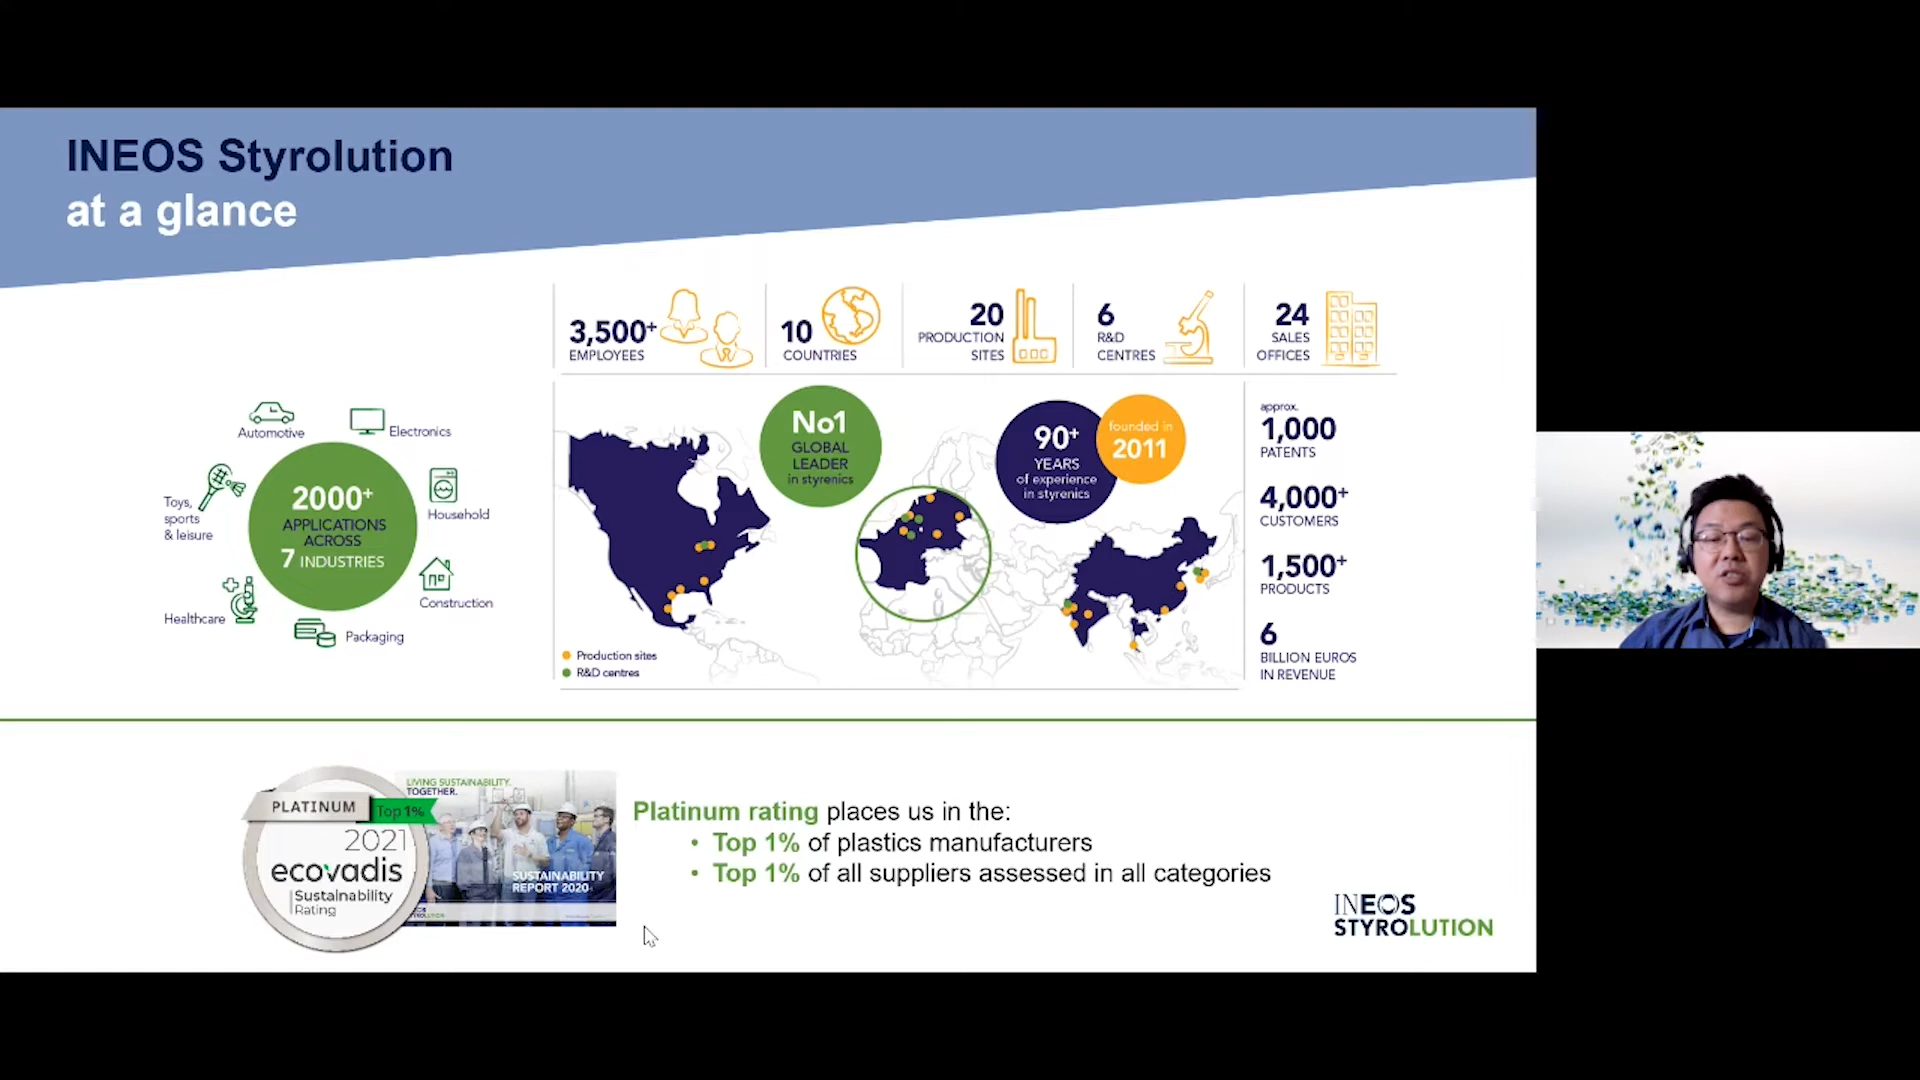 INEOS Styrolution
at a glance
3,500+
EMPLOYEES
10
COUNTRIES
20
PRODUCTION
SITES
6
R&D
CENTRES
24
SALES
OFFICES
Automotive
Electronics
Toys,
sports
& leisure
Household
2000+
APPLICATIONS
ACROSS
7 INDUSTRIES
Healthcare
Construction
Packaging
No1
GLOBAL
LEADER
in styrenics
90+
YEARS
of experience
in styrenics
founded in
2011
Production sites
R&D centres
approx.
1,000
PATENTS
4,000+
CUSTOMERS
1,500+
PRODUCTS
6
BILLION EUROS
IN REVENUE
PLATINUM
Top 1%
2021
ecovadis
Sustainability
Rating
LIVING SUSTAINABILITY.
TOGETHER.
SUSTAINABILITY
REPORT 2020
Platinum rating places us in the:
• Top 1% of plastics manufacturers
• Top 1% of all suppliers assessed in all categories
INEOS
STYROLUTION